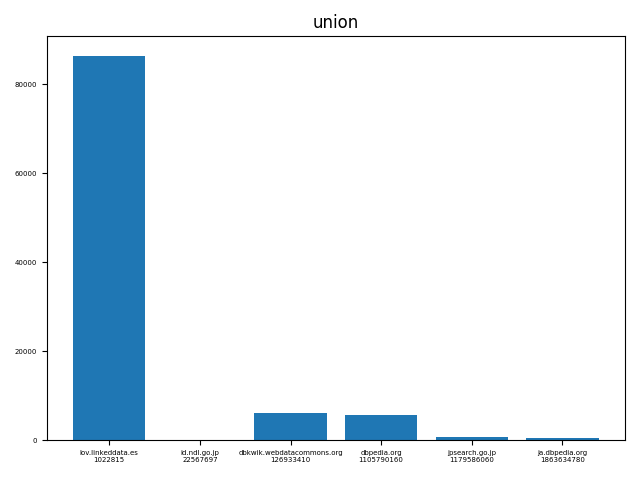 union
80000
60000
40000
20000
0
lov.linkeddata.es id.ndl.go.jp dbkwik.webdatacommons.org dbpedia.org jpsearch.go.jp ja.dbpedia.org
1022815 22567697 126933410 1105790160 1179586060 1863634780